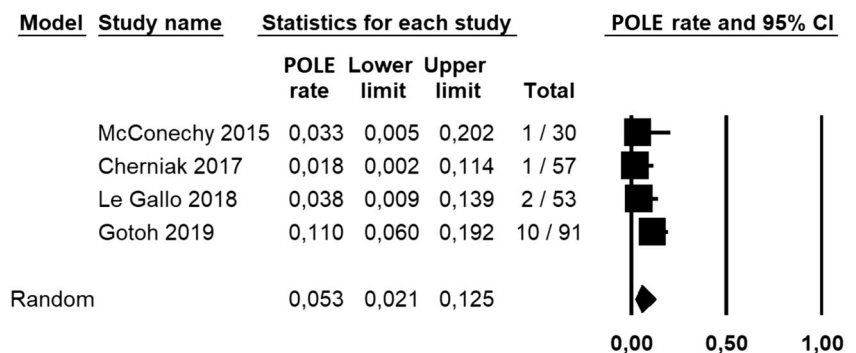 Model Study name Statistics for each study POLE rate and 95% CI
POLE Lower Upper
rate limit limit Total
McConechy 2015 0,033 0,005 0,202 1 / 30
Cherniak 2017 0,018 0,002 0,114 1 / 57
Le Gallo 2018 0,038 0,009 0,139 2 / 53
Gotoh 2019 0,110 0,060 0,192 10 / 91
Random 0,053 0,021 0,125
0,00 0,50 1,00